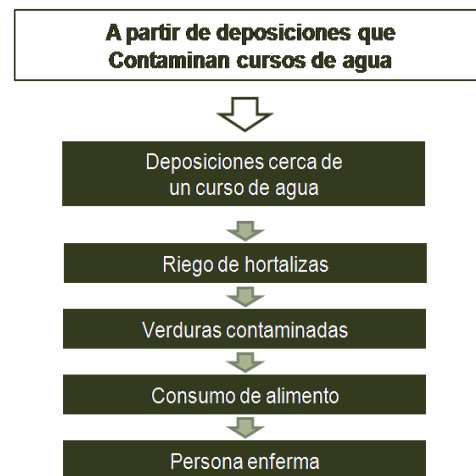 A partir de deposiciones que
Contaminan cursos de agua
Deposiciones cerca de
un curso de agua
Riego de hortalizas
Verduras contaminadas
Consumo de alimento
Persona enferma